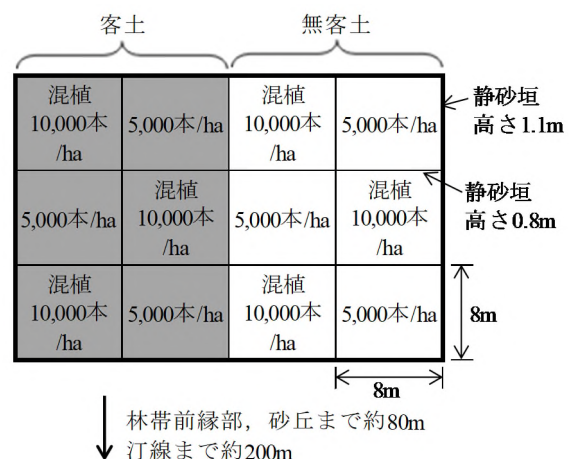 客土
無客土
混植
10,000本
/ha
5,000本/ha
混植
10,000本
/ha
5,000本/ha
静砂垣
高さ1.1m
5,000本/ha
混植
10,000本
/ha
5,000本/ha
混植
10,000本
/ha
静砂垣
高さ0.8m
混植
10,000本
/ha
5,000本/ha
混植
10,000本
/ha
5,000本/ha
8m
8m
林帯前縁部，砂丘まで約80m
汀線まで約200m